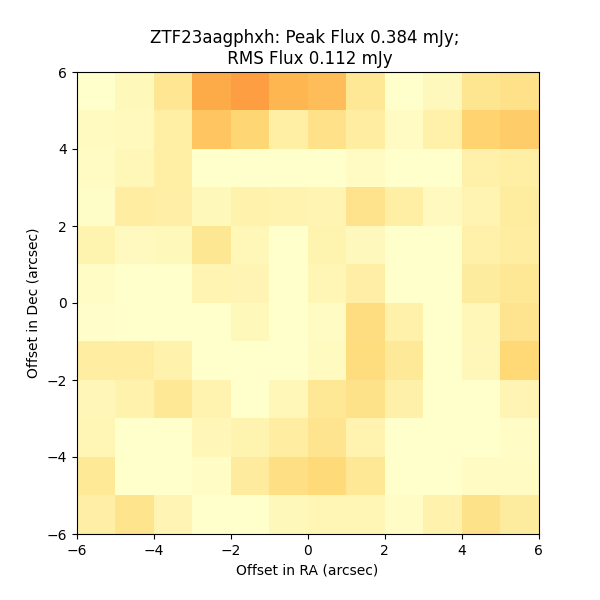 ZTF23aagphxh: Peak Flux 0.384 mJy;
RMS Flux 0.112 mJy
6
4
2
0
−2
−4
−6
Offset in Dec (arcsec)
−6 −4 −2 0 2 4 6
Offset in RA (arcsec)